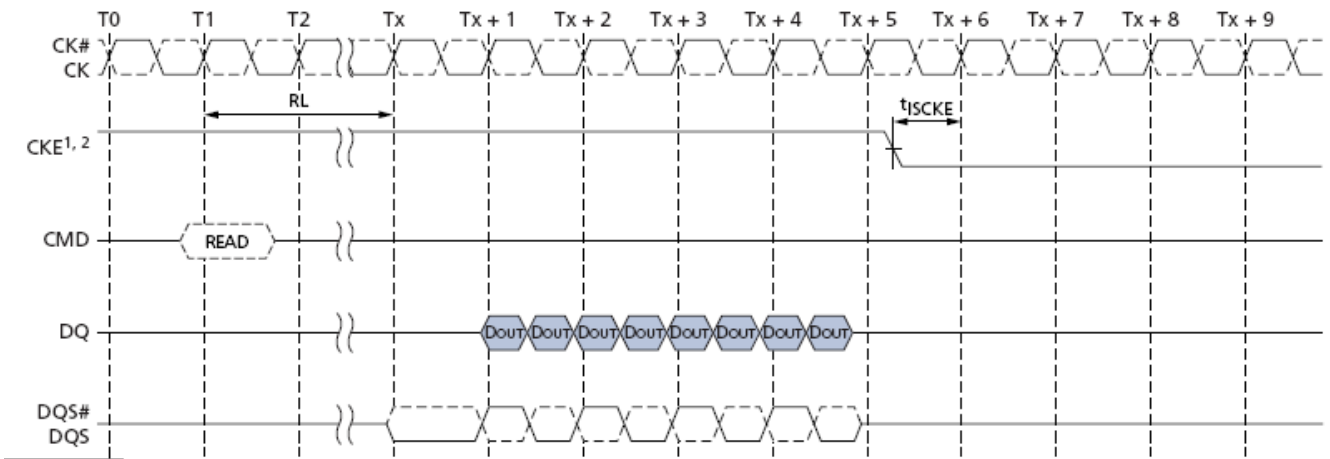 T0 T1 T2 Tx Tx + 1 Tx + 2 Tx + 3 Tx + 4 Tx + 5 Tx + 6 Tx + 7 Tx + 8 Tx + 9
CK#
CK
RL
tISCKE
CKE1, 2
CMD READ
DQ DOUT DOUT DOUT DOUT DOUT DOUT DOUT DOUT
DQS#
DQS